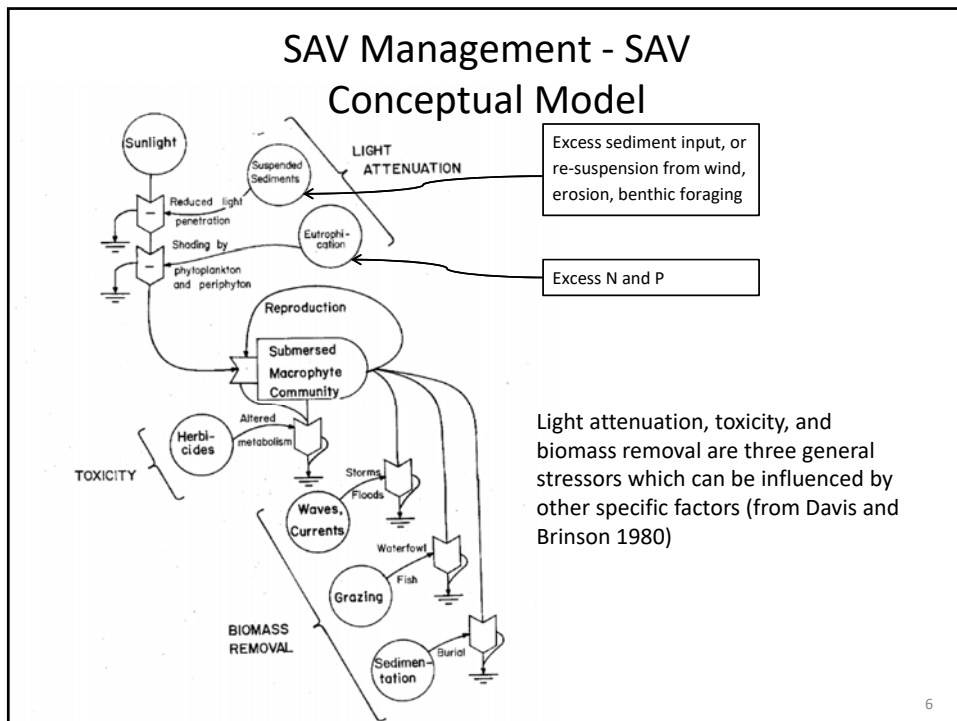 SAV Management - SAV
Conceptual Model
Sunlight
LIGHT
ATTENUATION
Suspended
Sediments
Reduced light
penetration
Eutrophi-
cation
Shading by
phytoplankton
and periphyton
Excess sediment input, or
re-suspension from wind,
erosion, benthic foraging
Excess N and P
Reproduction
Submersed
Macrophyte
Community
Herbi-
cides
Altered
metabolism
TOXICITY
Storms
Floods
Waves,
Currents
Waterfowl
Fish
Grazing
BIOMASS
REMOVAL
Sedimen-
tation
Burial
Light attenuation, toxicity, and
biomass removal are three general
stressors which can be influenced by
other specific factors (from Davis and
Brinson 1980)
6